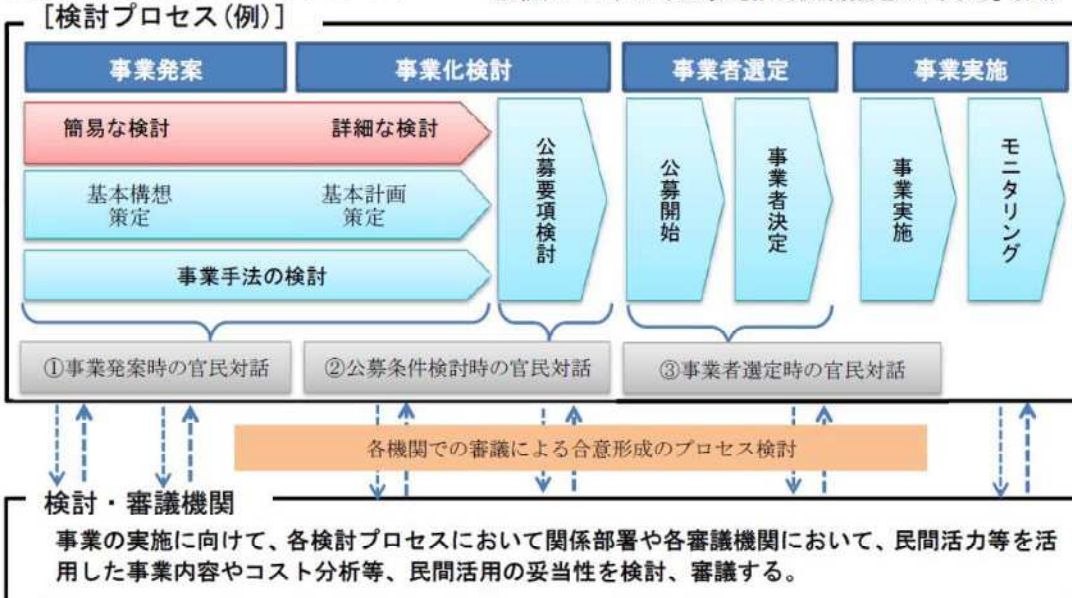 [検討プロセス(例)]
事業発案
事業化検討
事業者選定
事業実施
簡易な検討
詳細な検討
基本構想
策定
基本計画
策定
事業手法の検討
公募要項検討
公募開始
事業者決定
事業実施
モニタリング
①事業発案時の官民対話
②公募条件検討時の官民対話
③事業者選定時の官民対話
各機関での審議による合意形成のプロセス検討
検討・審議機関
事業の実施に向けて、各検討プロセスにおいて関係部署や各審議機関において、民間活力等を活
用した事業内容やコスト分析等、民間活用の妥当性を検討、審議する。